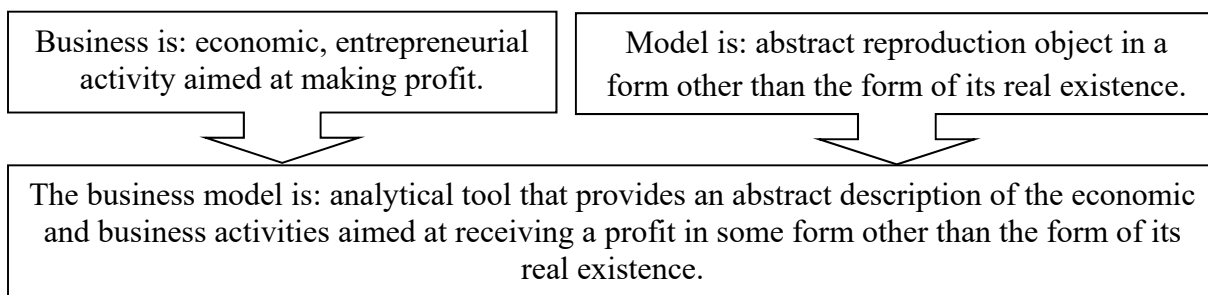 Business is: economic, entrepreneurial
activity aimed at making profit.
Model is: abstract reproduction object in a
form other than the form of its real existence.
The business model is: analytical tool that provides an abstract description of the economic
and business activities aimed at receiving a profit in some form other than the form of its
real existence.